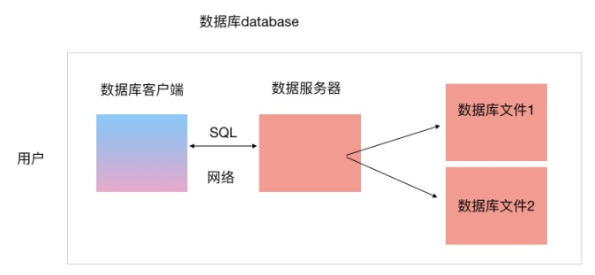 数据库database
数据库客户端
数据服务器
数据库文件1
SQL
用户
网络
数据库文件2